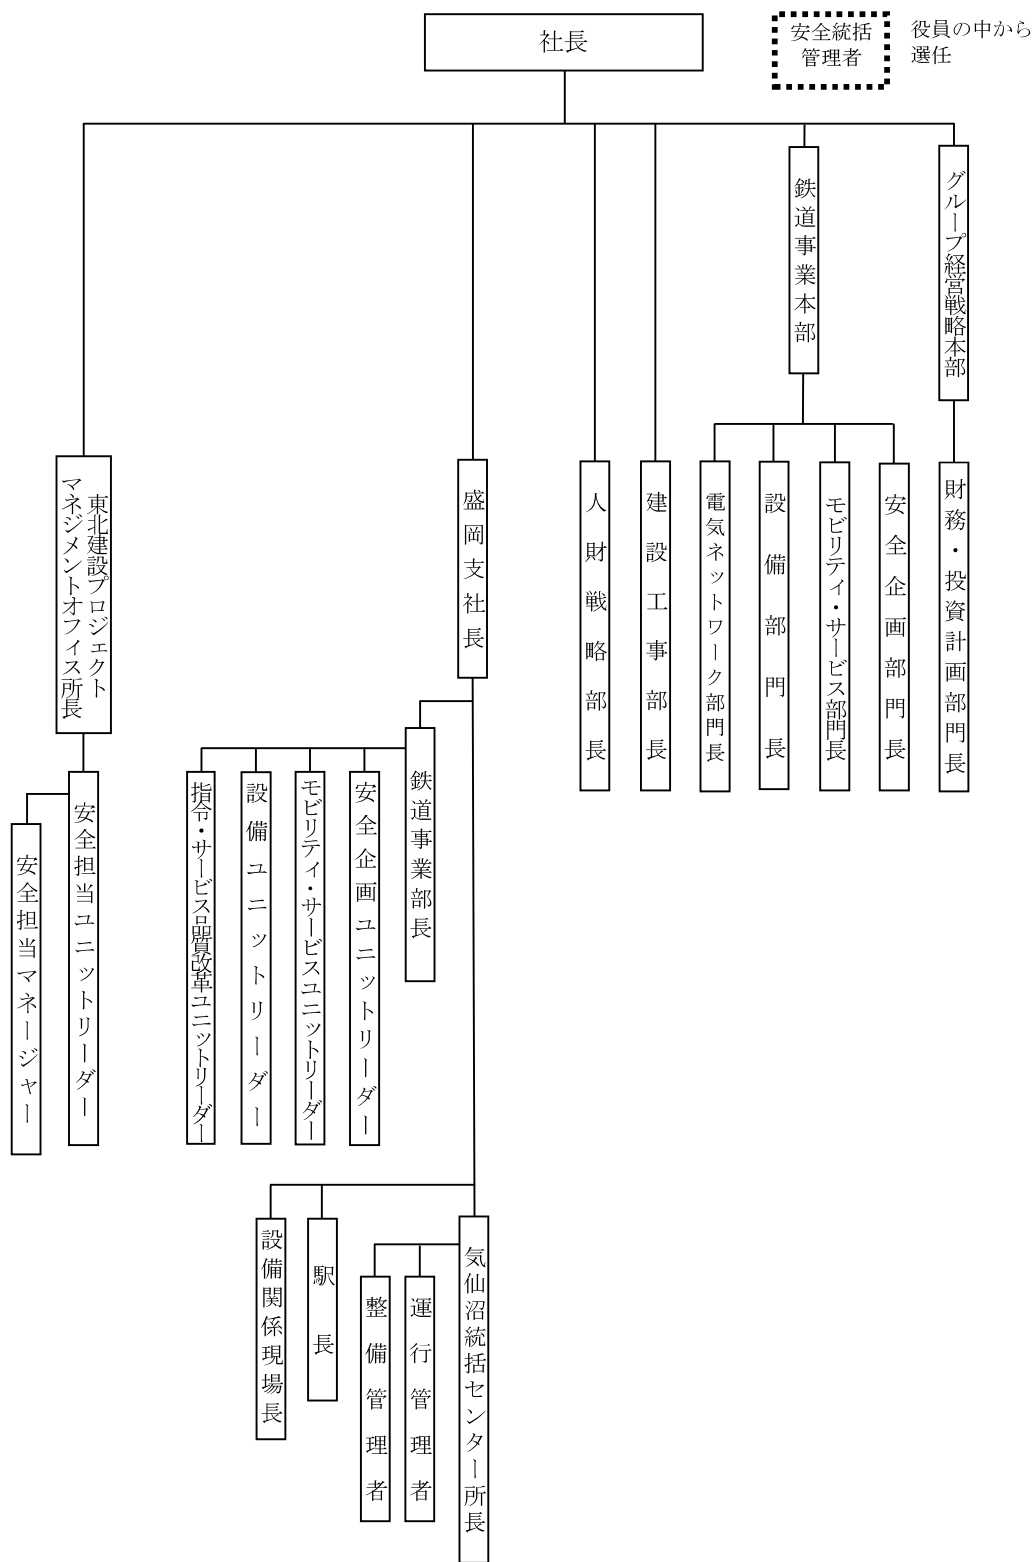 社長
安全統括
管理者
役員の中から
選任
グループ経営戦略本部
鉄道事業本部
財務・投資計画部門長
安全企画部門長
モビリティ・サービス部門長
設備部門長
電気ネットワーク部門長
建設工事部長
人財戦略部長
盛岡支社長
東北建設プロジェクト
マネジメントオフィス所長
鉄道事業部長
安全企画ユニットリーダー
モビリティ・サービスユニットリーダー
設備ユニットリーダー
指令・サービス品質改革ユニットリーダー
安全担当ユニットリーダー
安全担当マネージャー
気仙沼統括センター所長
運行管理者
整備管理者
駅長
設備関係現場長